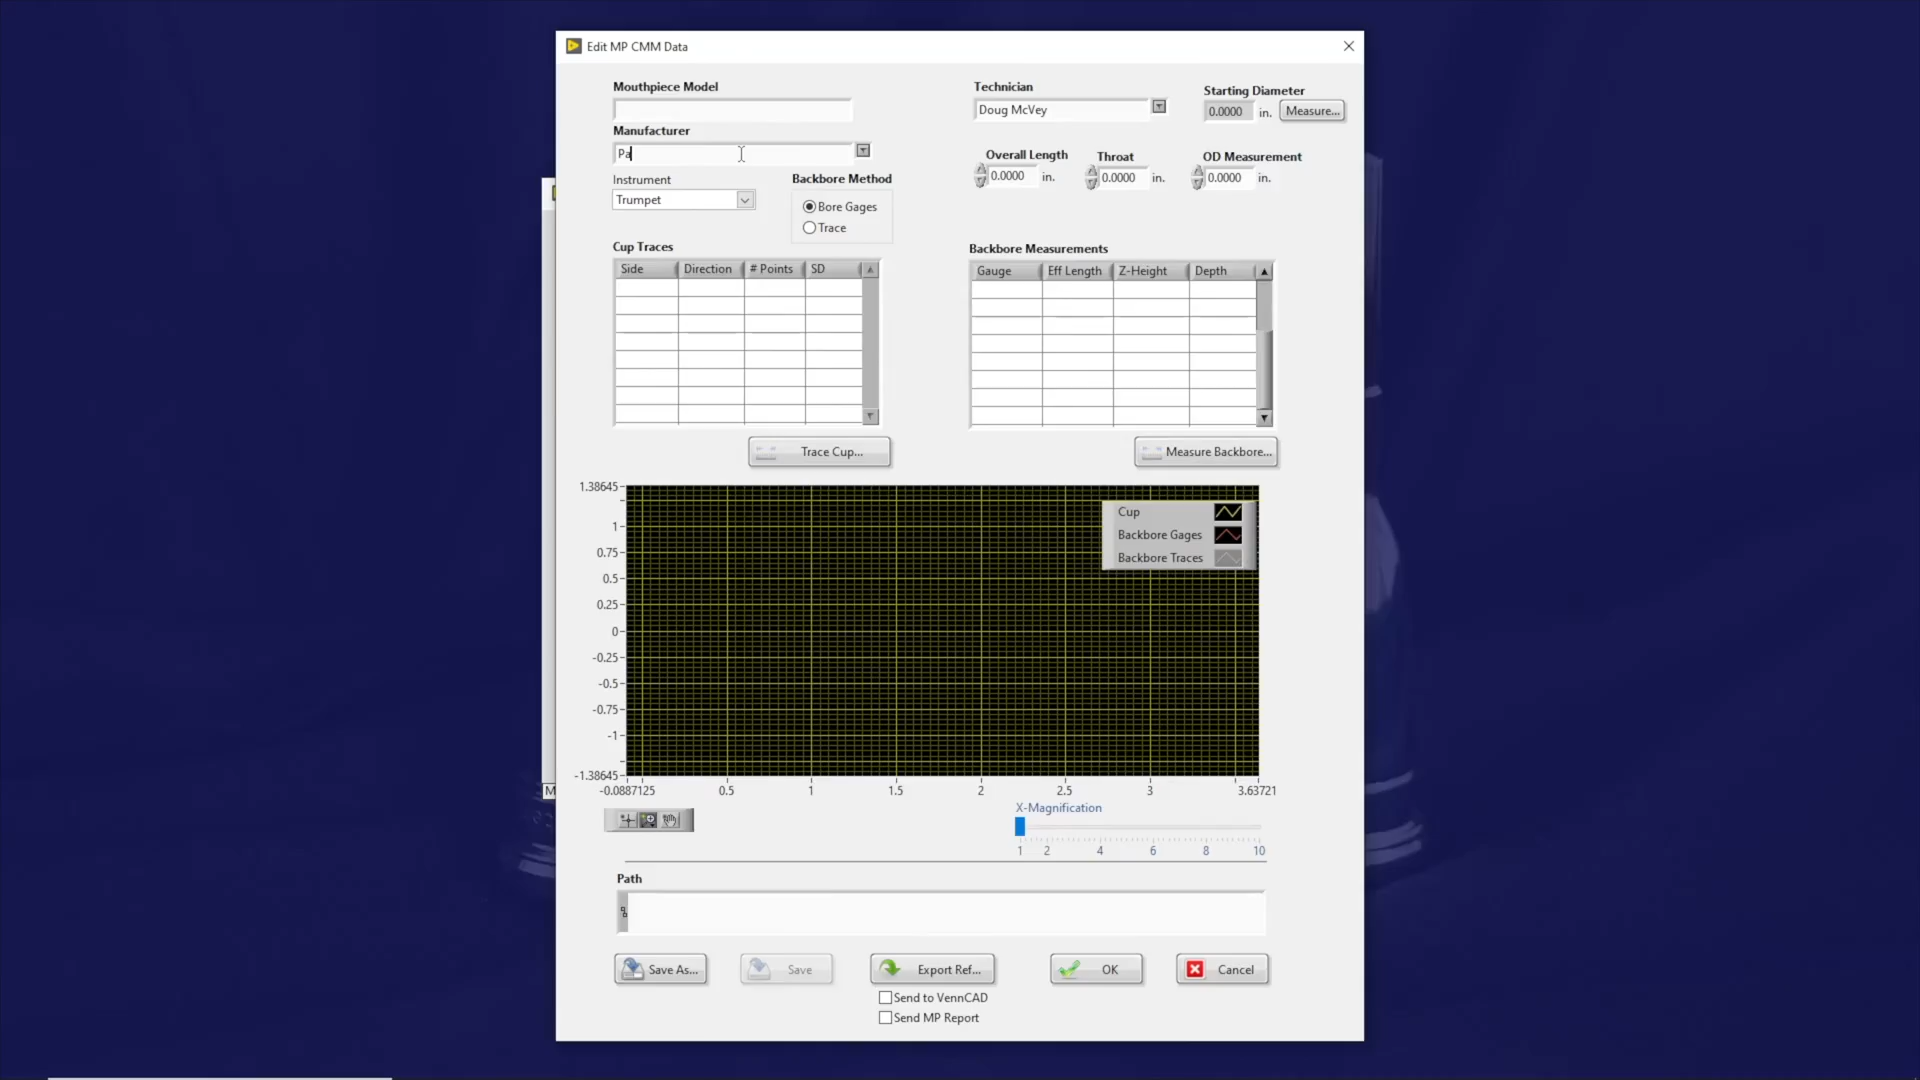 Edit MP CMM Data
Mouthpiece Model
Manufacturer
Pa
Instrument
Trumpet
Backbore Method
Bore Gages
Trace
Technician
Doug McVey
Starting Diameter
0.0000 in. Measure...
Overall Length
0.0000 in.
Throat
0.0000 in.
OD Measurement
0.0000 in.
Cup Traces
Side Direction # Points SD
Trace Cup...
Backbore Measurements
Gauge Eff Length Z-Height Depth
Measure Backbore...
1.38645
1
0.75
0.5
0.25
0
-0.25
-0.5
-0.75
-1
-1.38645
-0.0887125 0.5 1 1.5 2 2.5 3 3.63721
Cup
Backbore Gages
Backbore Traces
X-Magnification
1 2 4 6 8 10
M
Path
Save As... Save Export Ref... OK Cancel
Send to VennCAD
Send MP Report